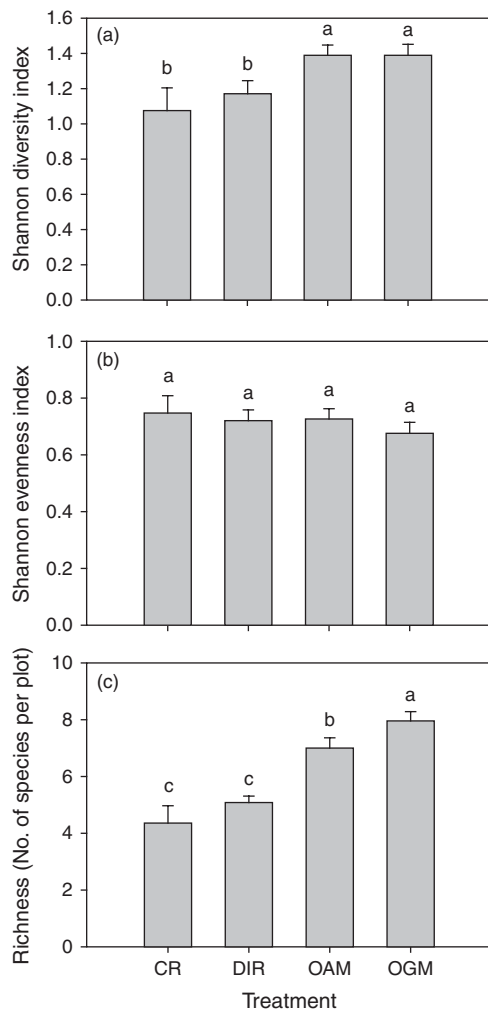 (a)
Shannon diversity index
1.6
1.4
1.2
1.0
0.8
0.6
0.4
0.2
0.0
b
b
a
a
(b)
Shannon evenness index
1.0
0.8
0.6
0.4
0.2
0.0
a
a
a
a
(c)
Richness (No. of species per plot)
10
8
6
4
2
0
c
c
b
a
CR DIR OAM OGM
Treatment